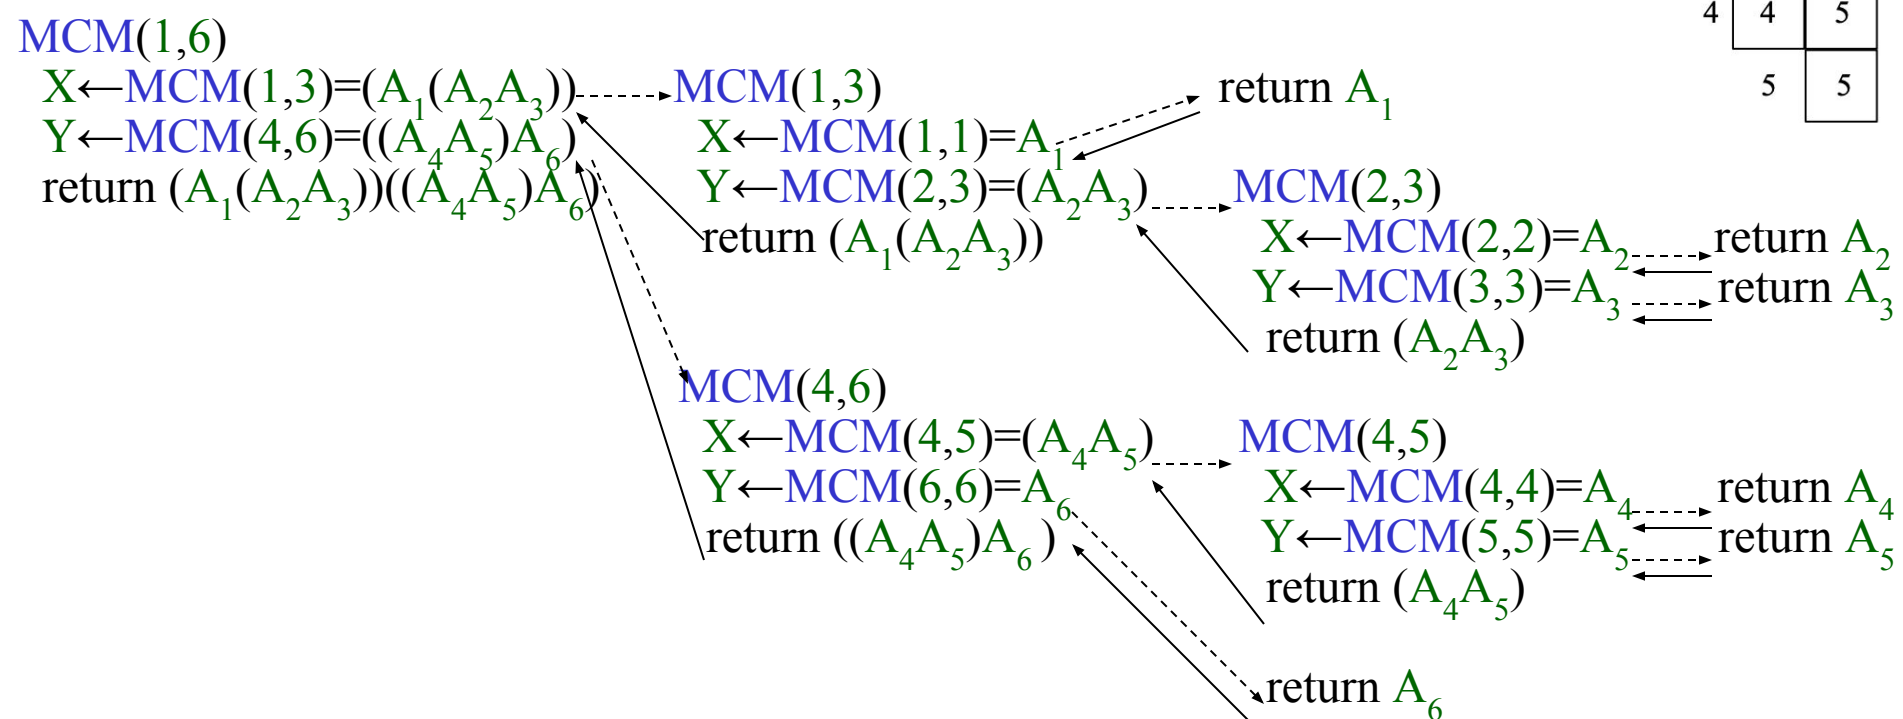 MCM(1,6)
X←MCM(1,3)=(A₁(A₂A₃))
Y←MCM(4,6)=((A₄A₅)A₆)
return (A₁(A₂A₃))((A₄A₅)A₆)
MCM(1,3)
X←MCM(1,1)=A₁
Y←MCM(2,3)=(A₂A₃)
return (A₁(A₂A₃))
return A₁
MCM(2,3)
X←MCM(2,2)=A₂
Y←MCM(3,3)=A₃
return (A₂A₃)
return A₂
return A₃
MCM(4,6)
X←MCM(4,5)=(A₄A₅)
Y←MCM(6,6)=A₆
return ((A₄A₅)A₆ )
MCM(4,5)
X←MCM(4,4)=A₄
Y←MCM(5,5)=A₅
return (A₄A₅)
return A₄
return A₅
return A₆
4 4 5
5 5